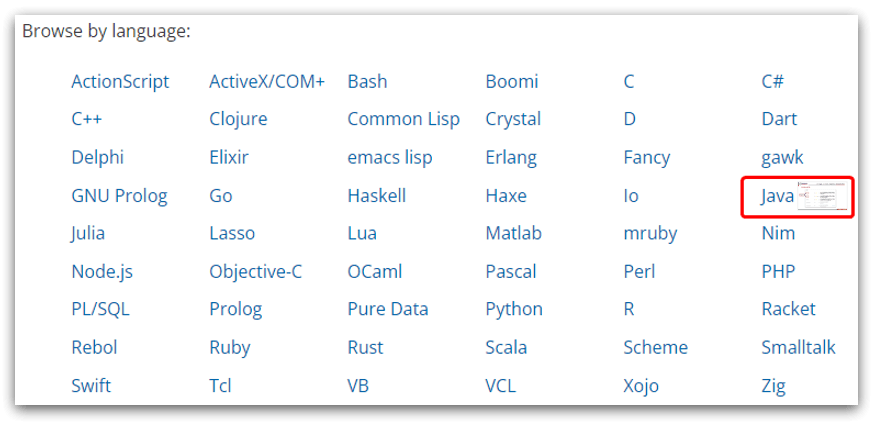 Browse by language:
ActionScript ActiveX/COM+ Bash Boomi C C#
C++ Clojure Common Lisp Crystal D Dart
Delphi Elixir emacs lisp Erlang Fancy gawk
GNU Prolog Go Haskell Haxe Io Java
Julia Lasso Lua Matlab mruby Nim
Node.js Objective-C OCaml Pascal Perl PHP
PL/SQL Prolog Pure Data Python R Racket
Rebol Ruby Rust Scala Scheme Smalltalk
Swift Tcl VB VCL Xojo Zig